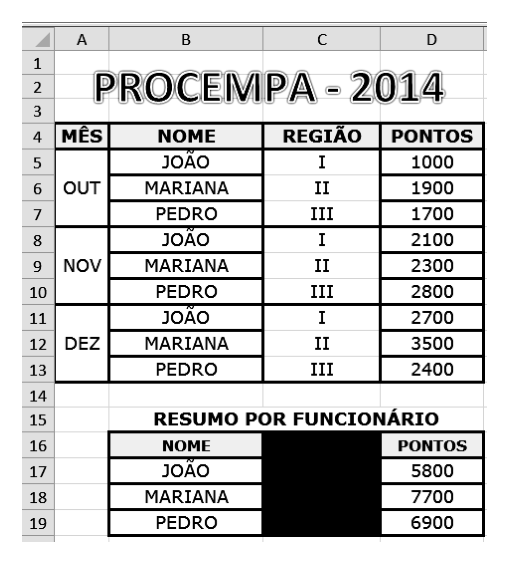 A B C D
1
2 PROCEMPA - 2014
3
4 MÊS NOME REGIÃO PONTOS
5 JOÃO I 1000
6 OUT MARIANA II 1900
7 PEDRO III 1700
8 JOÃO I 2100
9 NOV MARIANA II 2300
10 PEDRO III 2800
11 JOÃO I 2700
12 DEZ MARIANA II 3500
13 PEDRO III 2400
14
15 RESUMO POR FUNCIONÁRIO
16 NOME PONTOS
17 JOÃO 5800
18 MARIANA 7700
19 PEDRO 6900